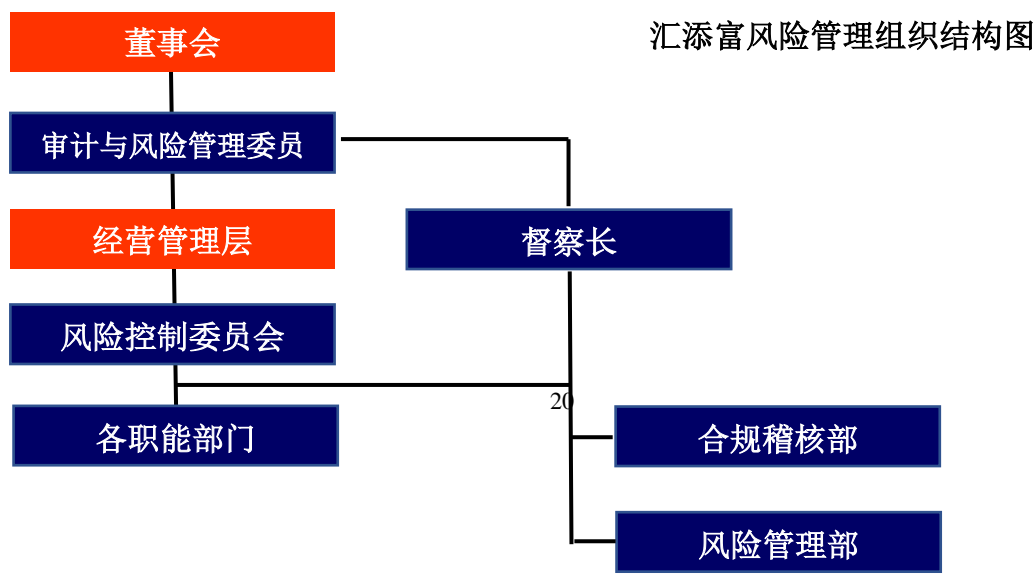 汇添富风险管理组织结构图
董事会
审计与风险管理委员
经营管理层
督察长
风险控制委员会
20
各职能部门
合规稽核部
风险管理部